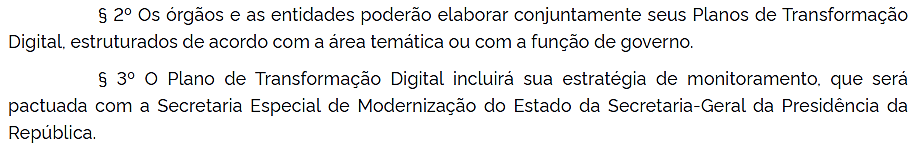 § 2º Os órgãos e as entidades poderão elaborar conjuntamente seus Planos de Transformação
Digital, estruturados de acordo com a área temática ou com a função de governo.
§ 3º O Plano de Transformação Digital incluirá sua estratégia de monitoramento, que será
pactuada com a Secretaria Especial de Modernização do Estado da Secretaria-Geral da Presidência da
República.